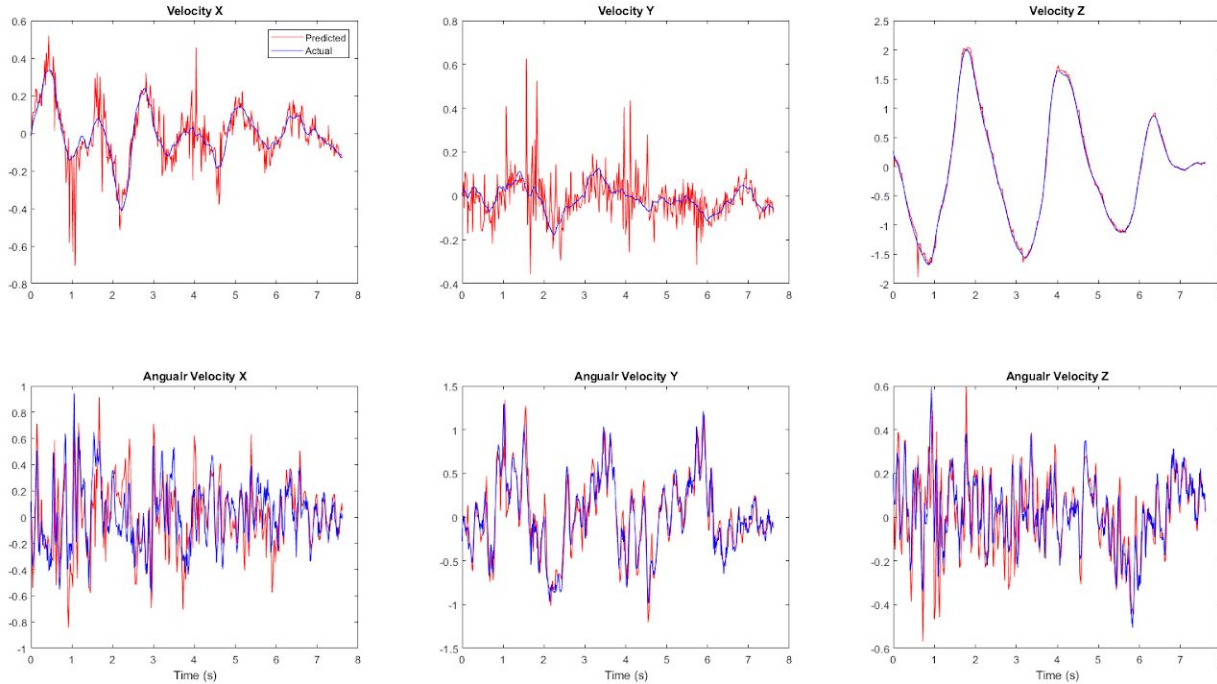 Velocity X
0.6
0.4
0.2
0
-0.2
-0.4
-0.6
-0.8
0 1 2 3 4 5 6 7 8
Predicted
Actual
Velocity Y
0.8
0.6
0.4
0.2
0
-0.2
-0.4
0 1 2 3 4 5 6 7 8
Velocity Z
2.5
2
1.5
1
0.5
0
-0.5
-1
-1.5
-2
0 1 2 3 4 5 6 7
Angualr Velocity X
1
0.8
0.6
0.4
0.2
0
-0.2
-0.4
-0.6
-0.8
-1
0 1 2 3 4 5 6 7 8
Time (s)
Angualr Velocity Y
1.5
1
0.5
0
-0.5
-1
-1.5
0 1 2 3 4 5 6 7 8
Time (s)
Angualr Velocity Z
0.6
0.4
0.2
0
-0.2
-0.4
-0.6
0 1 2 3 4 5 6 7
Time (s)